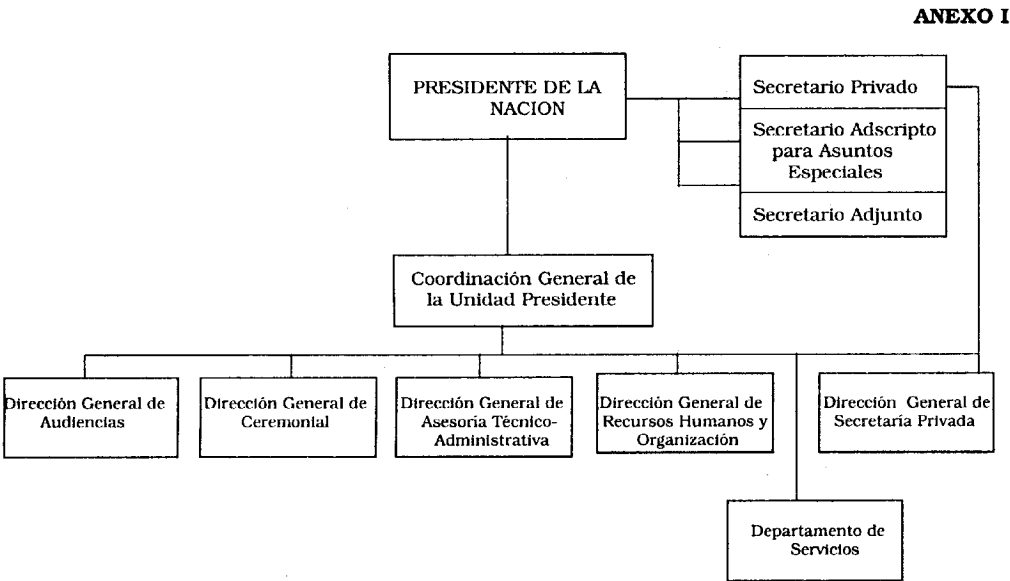 ANEXO I
PRESIDENTE DE LA
NACION
Secretario Privado
Secretario Adscripto
para Asuntos
Especiales
Secretario Adjunto
Coordinación General de
la Unidad Presidente
Dirección General de
Audiencias
Dirección General de
Ceremonial
Dirección General de
Asesoría Técnico-
Administrativa
Dirección General de
Recursos Humanos y
Organización
Dirección General de
Secretaría Privada
Departamento de
Servicios